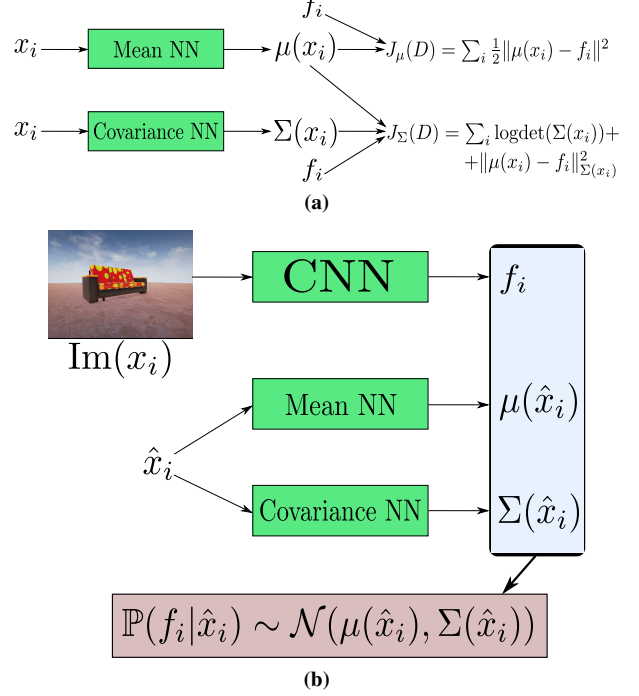 f_i
x_i Mean NN μ(x_i) J_μ(D) = ∑_i ½‖μ(x_i) − f_i‖²
x_i Covariance NN Σ(x_i) J_Σ(D) = ∑_i logdet(Σ(x_i))+
f_i +‖μ(x_i) − f_i‖²_{Σ(x_i)}
(a)
CNN f_i
Im(x_i)
Mean NN μ(x̂_i)
x̂_i
Covariance NN Σ(x̂_i)
ℙ(f_i|x̂_i) ∼ 𝒩(μ(x̂_i), Σ(x̂_i))
(b)